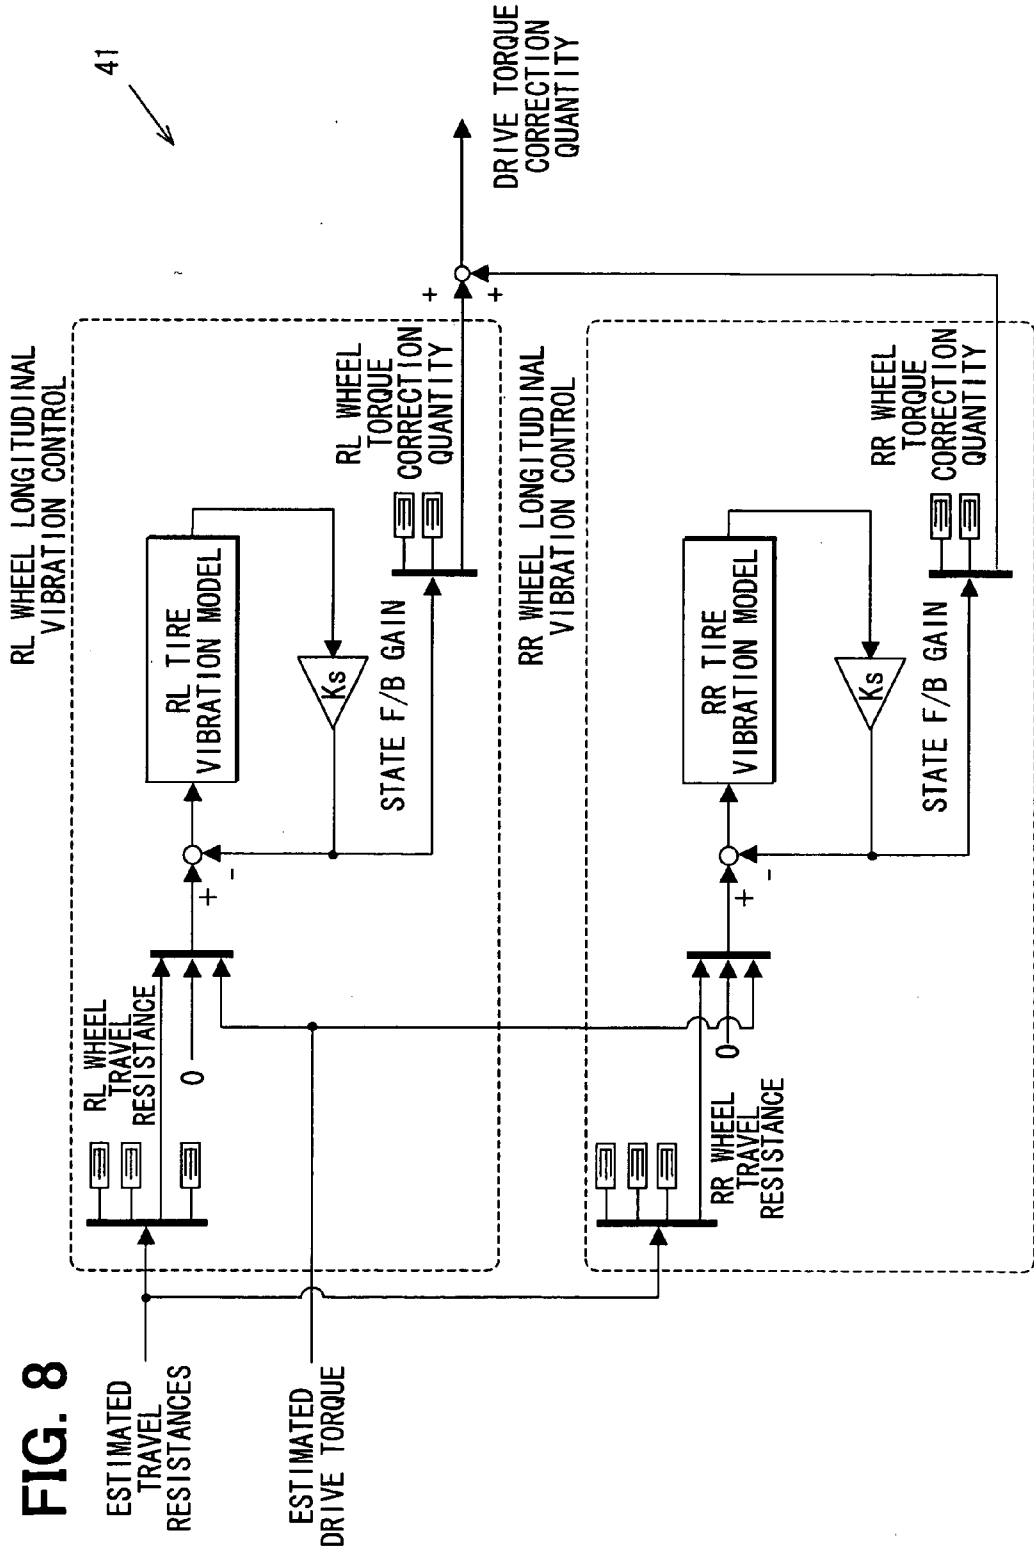 FIG. 8
41
ESTIMATED
TRAVEL
RESISTANCES
ESTIMATED
DRIVE TORQUE
RL WHEEL LONGITUDINAL
VIBRATION CONTROL
RL WHEEL
TRAVEL
RESISTANCE
0
+
-
RL TIRE
VIBRATION MODEL
Ks
STATE F/B GAIN
RL WHEEL
TORQUE
CORRECTION
QUANTITY
+
+
DRIVE TORQUE
CORRECTION
QUANTITY
RR WHEEL LONGITUDINAL
VIBRATION CONTROL
RR WHEEL
TRAVEL
RESISTANCE
0
+
-
RR TIRE
VIBRATION MODEL
Ks
STATE F/B GAIN
RR WHEEL
TORQUE
CORRECTION
QUANTITY